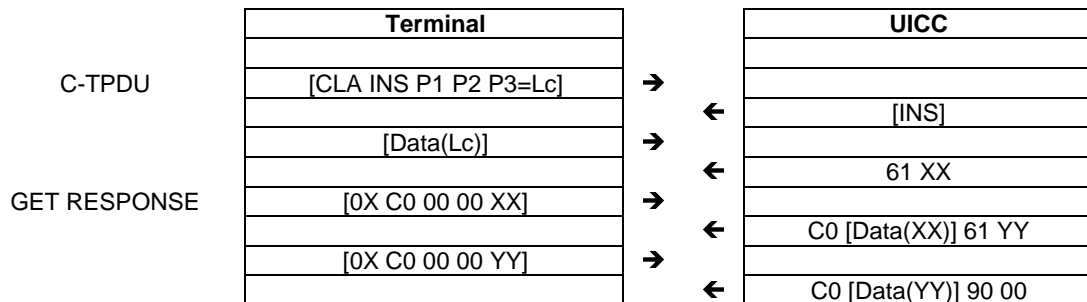 Terminal UICC
C-TPDU [CLA INS P1 P2 P3=Lc] →
← [INS]
[Data(Lc)] →
← 61 XX
GET RESPONSE [0X C0 00 00 XX] →
← C0 [Data(XX)] 61 YY
[0X C0 00 00 YY] →
← C0 [Data(YY)] 90 00